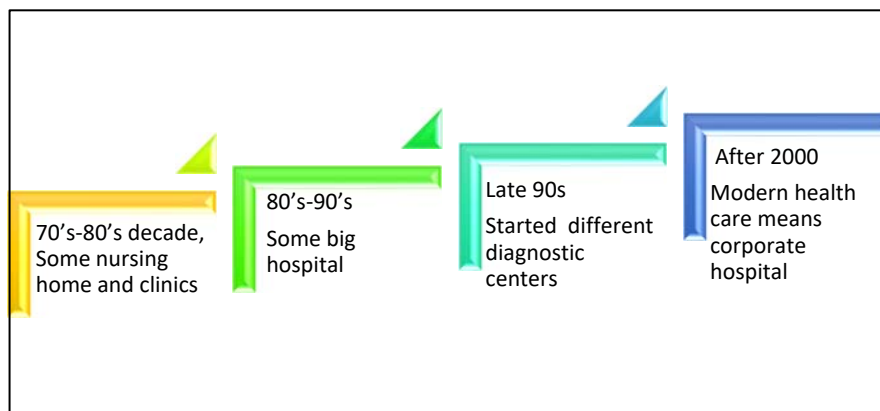 70’s-80’s decade,
Some nursing
home and clinics
80’s-90’s
Some big
hospital
Late 90s
Started  different
diagnostic
centers
After 2000
Modern health
care means
corporate
hospital